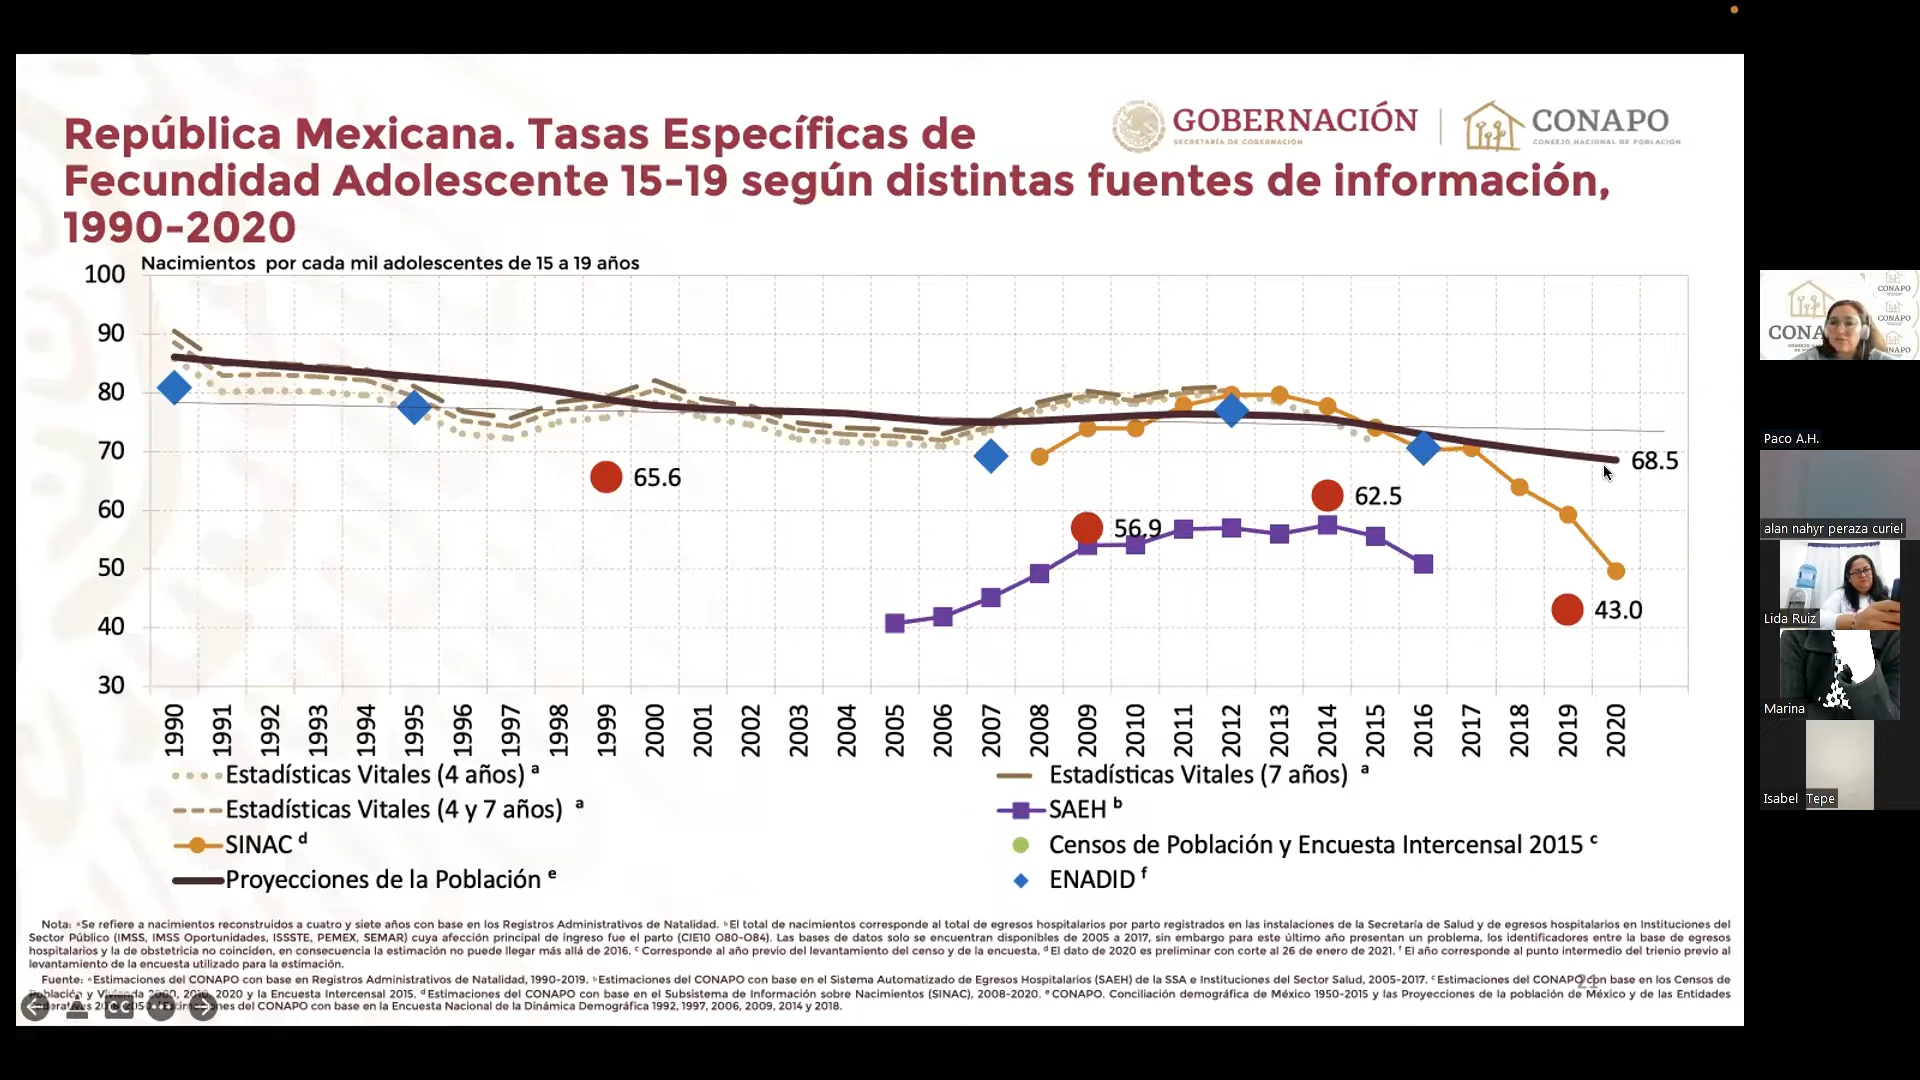 República Mexicana. Tasas Específicas de
Fecundidad Adolescente 15-19 según distintas fuentes de información,
1990-2020
GOBERNACIÓN
SECRETARÍA DE GOBERNACIÓN
CONAPO
CONSEJO NACIONAL DE POBLACIÓN
Nacimientos por cada mil adolescentes de 15 a 19 años
100
90
80
70
60
50
40
30
65.6
56.9
62.5
68.5
43.0
1990
1991
1992
1993
1994
1995
1996
1997
1998
1999
2000
2001
2002
2003
2004
2005
2006
2007
2008
2009
2010
2011
2012
2013
2014
2015
2016
2017
2018
2019
2020
Estadísticas Vitales (4 años) a
Estadísticas Vitales (7 años) a
Estadísticas Vitales (4 y 7 años) a
SAEH b
SINAC d
Censos de Población y Encuesta Intercensal 2015 c
Proyecciones de la Población e
ENADID f
Nota: a Se refiere a nacimientos reconstruidos a cuatro y siete años con base en los Registros Administrativos de Natalidad. b El total de nacimientos corresponde al total de egresos hospitalarios por parto registrados en las instalaciones de la Secretaría de Salud y de egresos hospitalarios en Instituciones del
Sector Público (IMSS, IMSS Oportunidades, ISSSTE, PEMEX, SEMAR) cuya afección principal de ingreso fue el parto (CIE10 O80-O84). Las bases de datos solo se encuentran disponibles de 2005 a 2017, sin embargo para este último año presentan un problema, los identificadores entre la base de egresos
hospitalarios y la de obstetricia no coinciden, en consecuencia la estimación no puede llegar más allá de 2016. c Corresponde al año previo del levantamiento del censo y de la encuesta. d El dato de 2020 es preliminar con corte al 26 de enero de 2021. f El año corresponde al punto intermedio del trienio previo al
levantamiento de la encuesta utilizado para la estimación.
Fuente: a Estimaciones del CONAPO con base en Registros Administrativos de Natalidad, 1990-2019. b Estimaciones del CONAPO con base en el Sistema Automatizado de Egresos Hospitalarios (SAEH) de la SSA e Instituciones del Sector Salud, 2005-2017. c Estimaciones del CONAPO con base en los Censos de
Población y Vivienda 2000, 2010, 2020 y la Encuesta Intercensal 2015. d Estimaciones del CONAPO con base en el Subsistema de Información sobre Nacimientos (SINAC), 2008-2020. e CONAPO. Conciliación demográfica de México 1950-2015 y las Proyecciones de la población de México y de las Entidades
del CONAPO con base en la Encuesta Nacional de la Dinámica Demográfica 1992, 1997, 2006, 2009, 2014 y 2018.
21
CC
CONAPO
CONAPO
Paco A.H.
alan nahyr peraza curiel
Lida Ruiz
Marina
Isabel Tepe